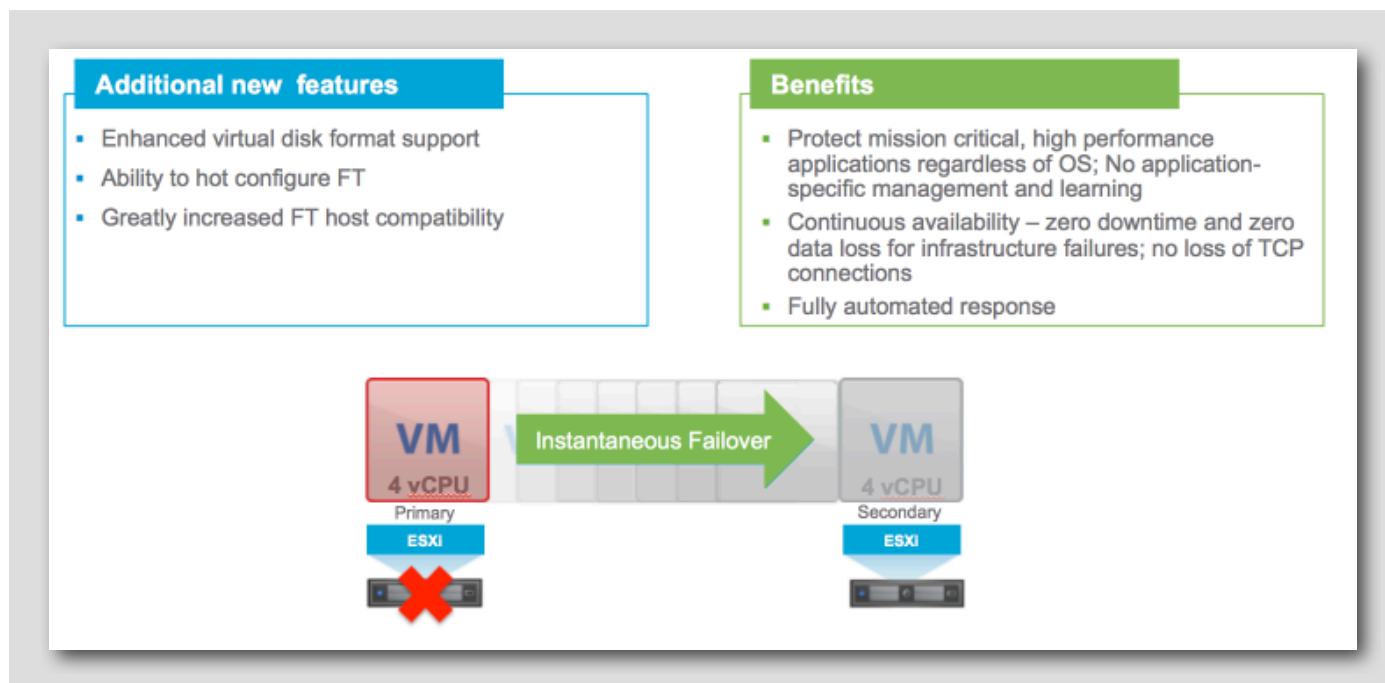 Additional new features
Enhanced virtual disk format support
Ability to hot configure FT
Greatly increased FT host compatibility
Benefits
Protect mission critical, high performance
applications regardless of OS; No application-
specific management and learning
Continuous availability – zero downtime and zero
data loss for infrastructure failures; no loss of TCP
connections
Fully automated response
VM
4 vCPU
Primary
ESXi
Instantaneous Failover
VM
4 vCPU
Secondary
ESXi